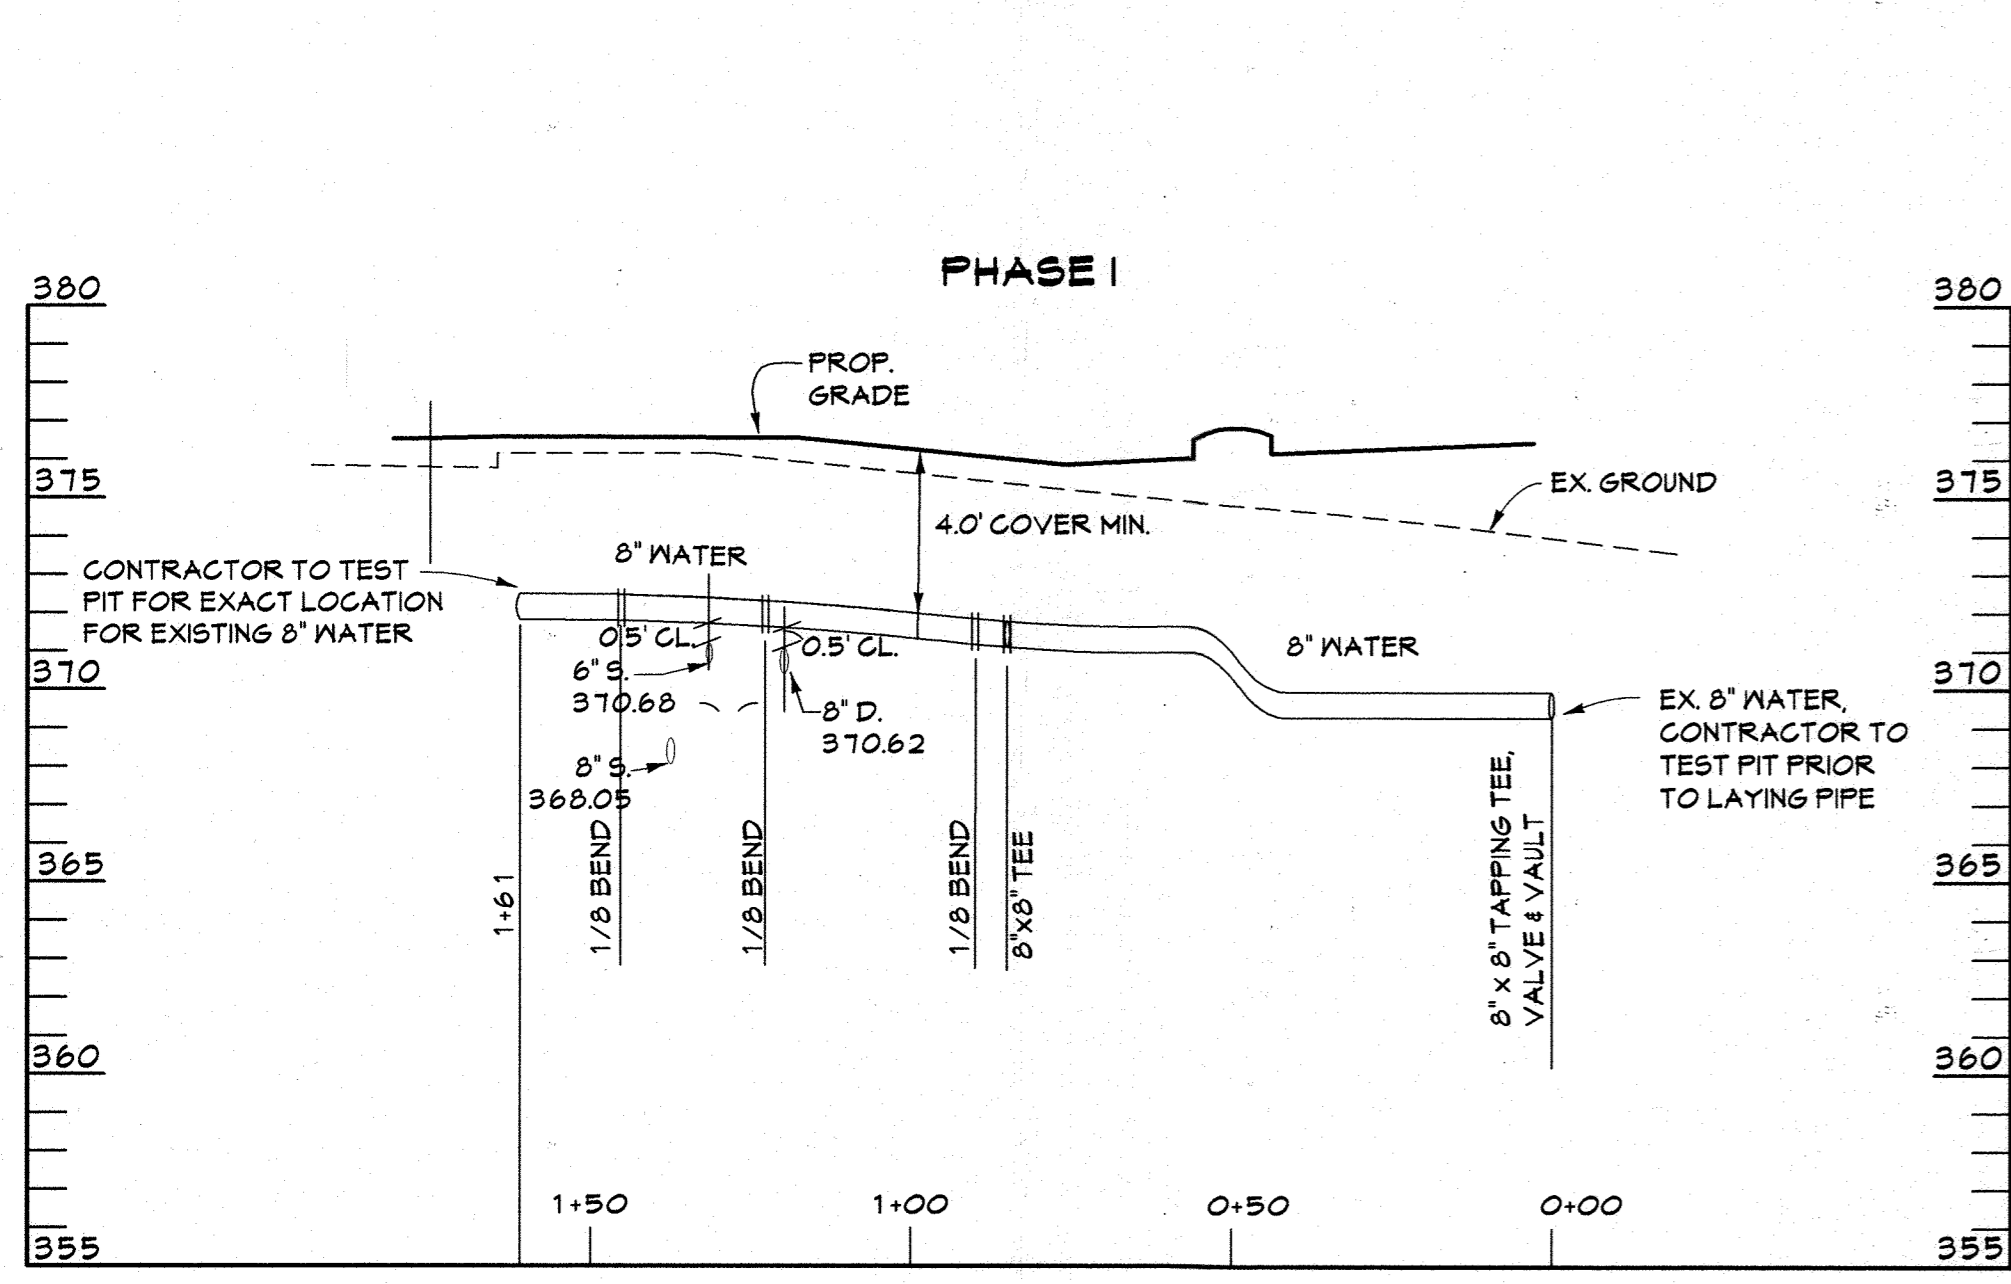 PHASE I
380
380
PROP.
GRADE
375
375
EX. GROUND
4.0' COVER MIN.
8" WATER
CONTRACTOR TO TEST
PIT FOR EXACT LOCATION
FOR EXISTING 8" WATER
0.5' CL.
0.5' CL.
8" WATER
6" S.
370.68
370
370
8" D.
370.62
EX. 8" WATER,
CONTRACTOR TO
TEST PIT PRIOR
TO LAYING PIPE
8" S.
368.05
365
365
1+61
1/8 BEND
1/8 BEND
1/8 BEND
8"x8" TEE
8" x 8" TAPPING TEE,
VALVE & VAULT
360
360
1+50
1+00
0+50
0+00
355
355